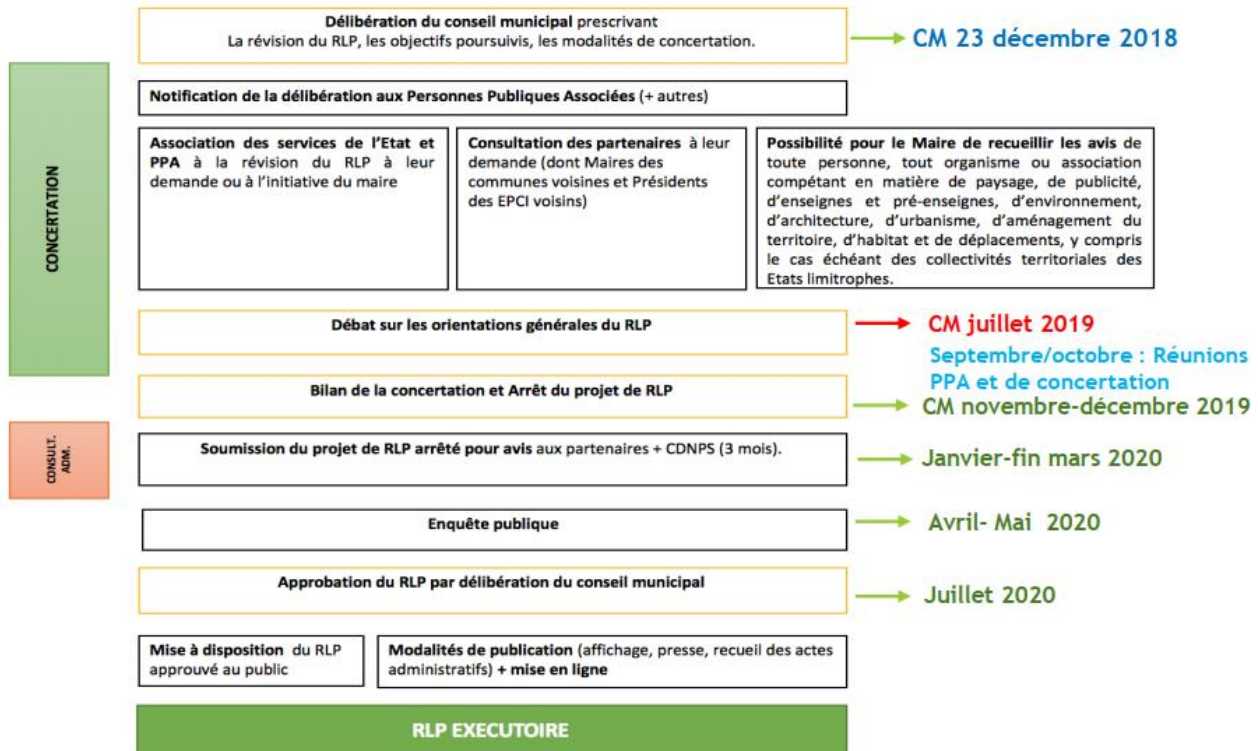 Délibération du conseil municipal prescrivant
La révision du RLP, les objectifs poursuivis, les modalités de concertation.
CM 23 décembre 2018
CONCERTATION
Notification de la délibération aux Personnes Publiques Associées (+ autres)
Association des services de l'Etat et
PPA à la révision du RLP à leur
demande ou à l'initiative du maire
Consultation des partenaires à leur
demande (dont Maires des
communes voisines et Présidents
des EPCI voisins)
Possibilité pour le Maire de recueillir les avis de
toute personne, tout organisme ou association
compétant en matière de paysage, de publicité,
d'enseignes et pré-enseignes, d'environnement,
d'architecture, d'urbanisme, d'aménagement du
territoire, d'habitat et de déplacements, y compris
le cas échéant des collectivités territoriales des
Etats limitrophes.
Débat sur les orientations générales du RLP
CM juillet 2019
Septembre/octobre : Réunions
PPA et de concertation
Bilan de la concertation et Arrêt du projet de RLP
CM novembre-décembre 2019
CONSULT.
ADM.
Soumission du projet de RLP arrêté pour avis aux partenaires + CDNPS (3 mois).
Janvier-fin mars 2020
Enquête publique
Avril- Mai 2020
Approbation du RLP par délibération du conseil municipal
Juillet 2020
Mise à disposition du RLP
approuvé au public
Modalités de publication (affichage, presse, recueil des actes
administratifs) + mise en ligne
RLP EXECUTOIRE